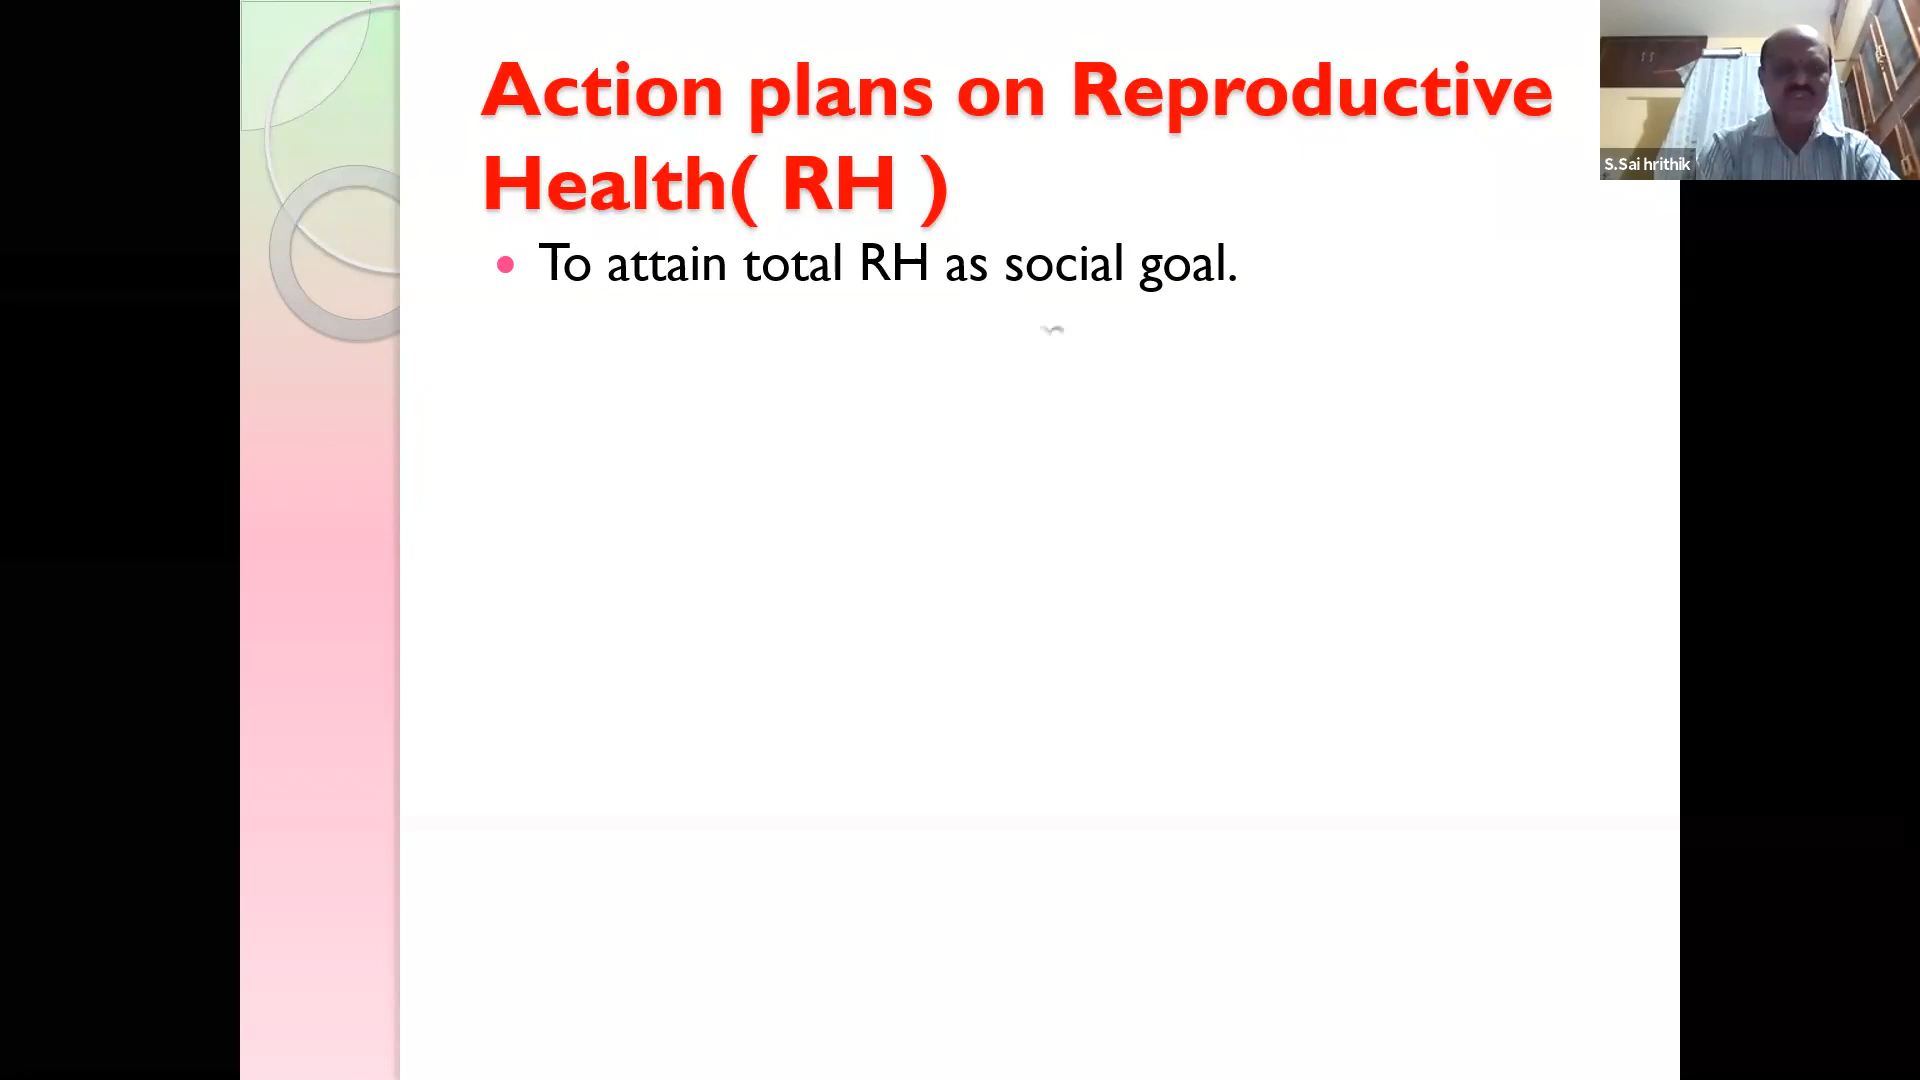 Action plans on Reproductive
Health( RH )
• To attain total RH as social goal.
S.Sai hrithik